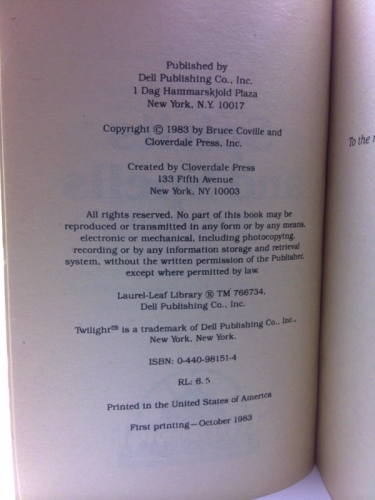 Published by
Dell Publishing Co., Inc.
1 Dag Hammarskjold Plaza
New York, N.Y. 10017
Copyright © 1983 by Bruce Coville and
Cloverdale Press, Inc.
Created by Cloverdale Press
133 Fifth Avenue
New York, NY 10003
All rights reserved. No part of this book may be
reproduced or transmitted in any form or by any means,
electronic or mechanical, including photocopying,
recording or by any information storage and retrieval
system, without the written permission of the Publisher,
except where permitted by law.
Laurel-Leaf Library ® TM 766734,
Dell Publishing Co., Inc.
Twilight™ is a trademark of Dell Publishing Co., Inc.,
New York, New York.
ISBN: 0-440-98151-4
RL: 6.5
Printed in the United States of America
First printing—October 1983
To the